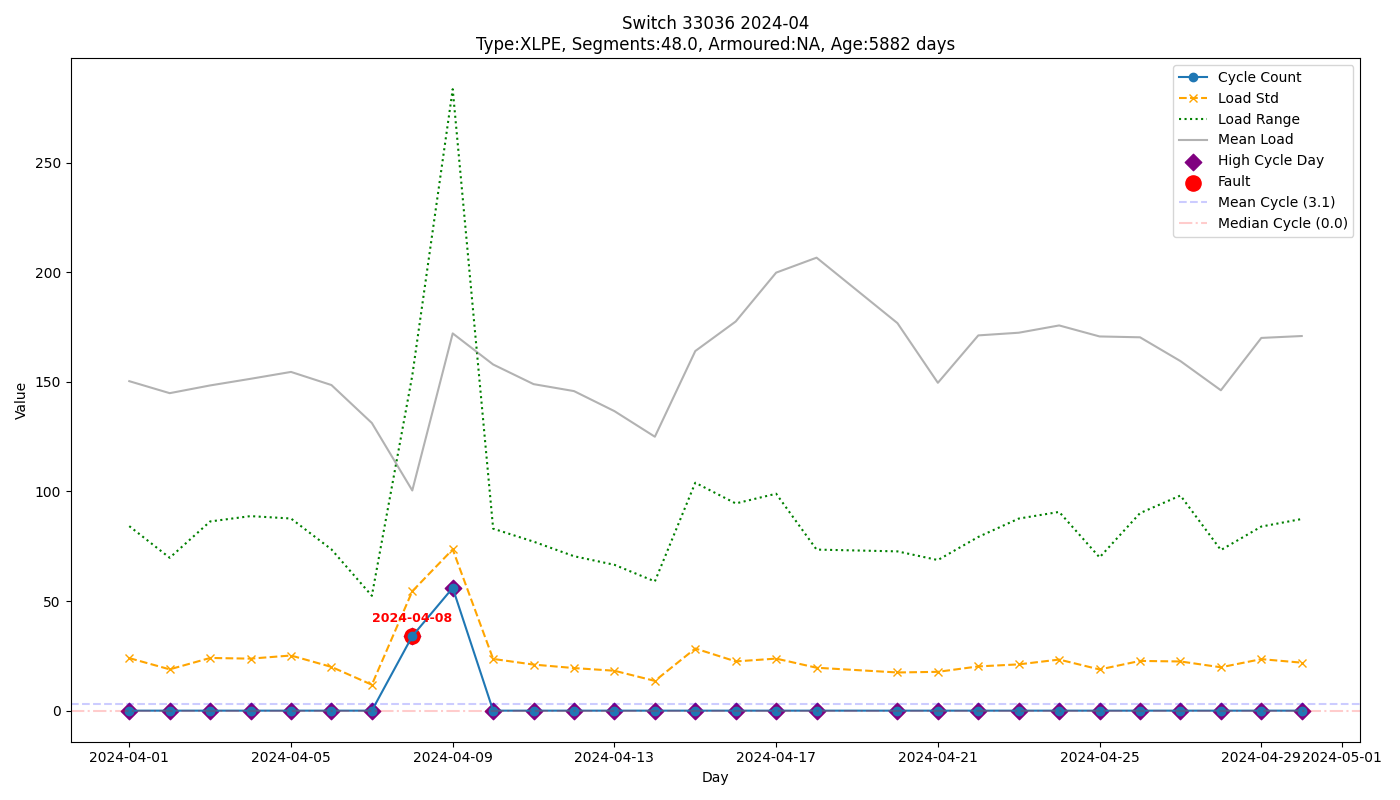 Switch 33036 2024-04
Type:XLPE, Segments:48.0, Armoured:NA, Age:5882 days
Cycle Count
Load Std
Load Range
Mean Load
High Cycle Day
Fault
Mean Cycle (3.1)
Median Cycle (0.0)
250
200
150
100
50
0
Value
2024-04-08
2024-04-01 2024-04-05 2024-04-09 2024-04-13 2024-04-17 2024-04-21 2024-04-25 2024-04-29 2024-05-01
Day